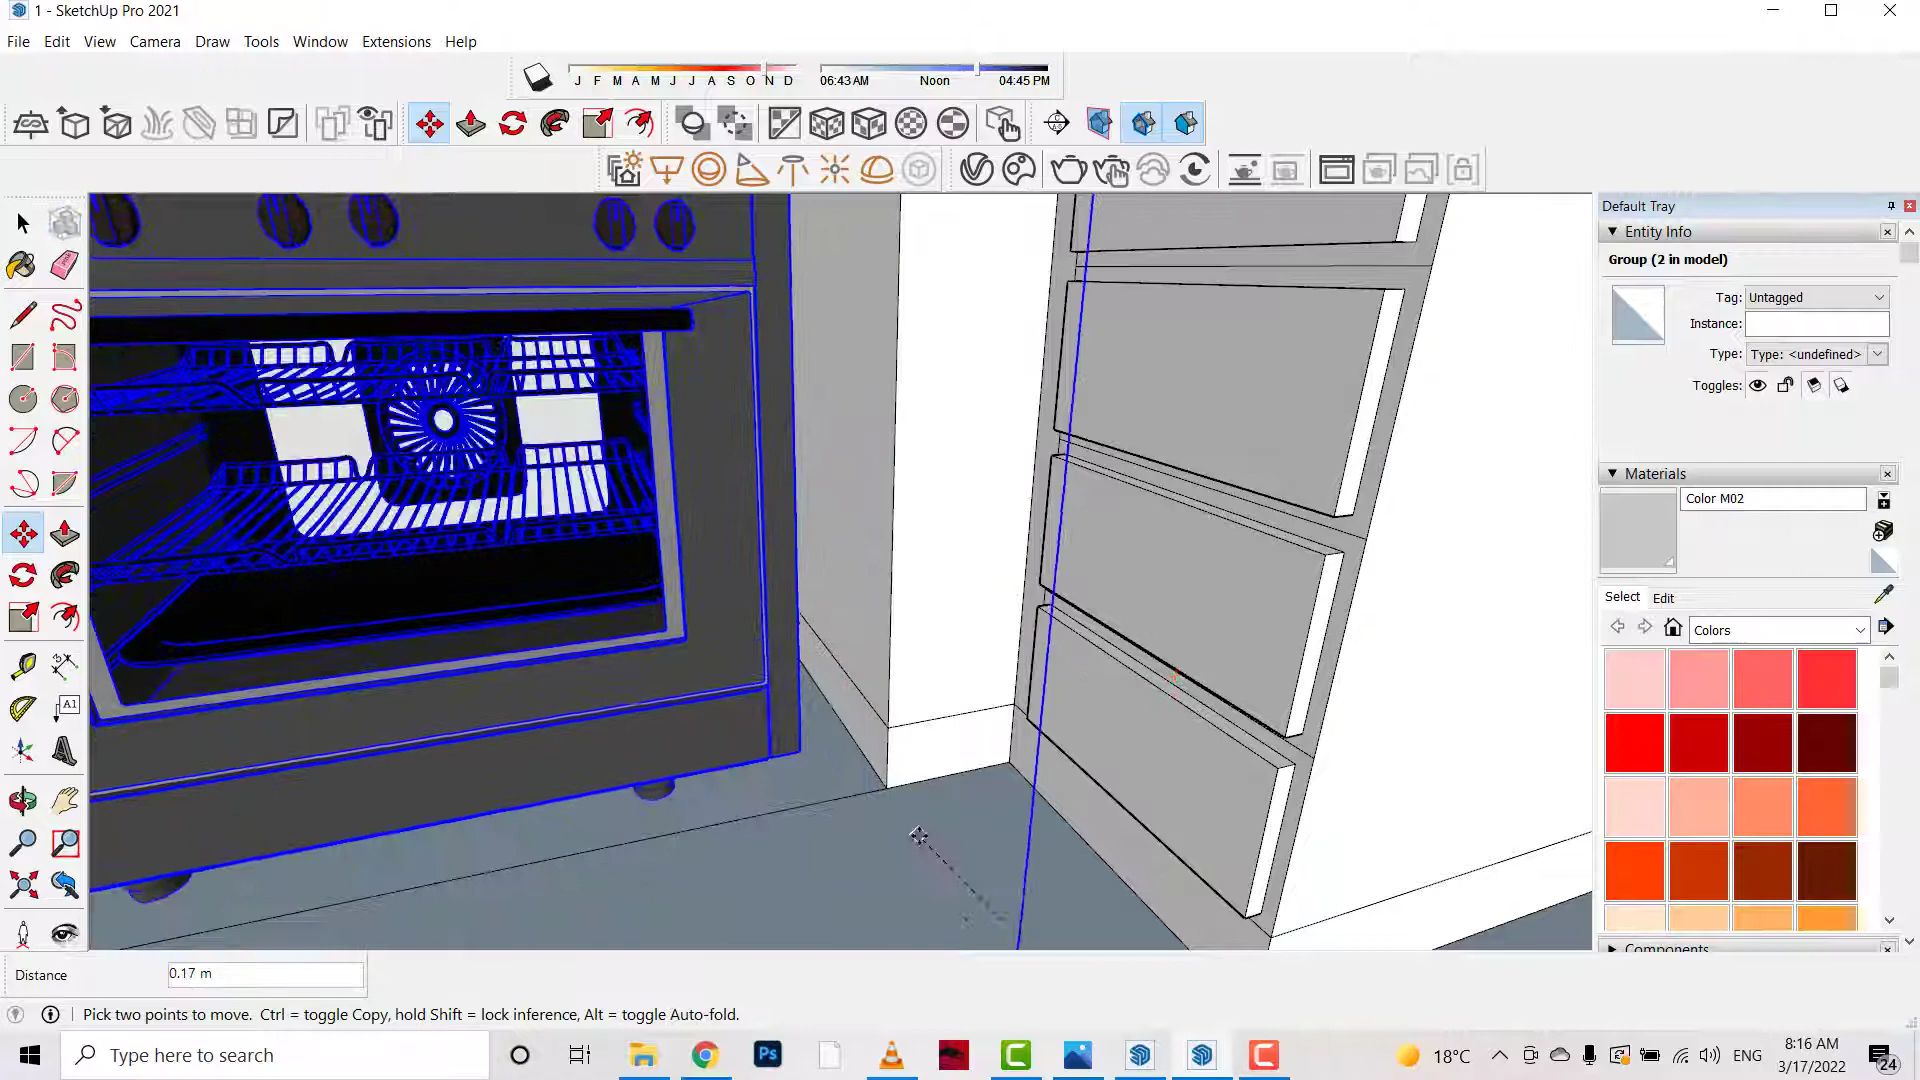 1 - SketchUp Pro 2021
File Edit View Camera Draw Tools Window Extensions Help
J F M A M J J A S O N D
06:43 AM Noon 04:45 PM
Default Tray
Entity Info
Group (2 in model)
Tag: Untagged
Instance:
Type: Type: <undefined>
Toggles:
Materials
Color M02
Select Edit
Colors
A1
Components
Distance 0.17 m
Pick two points to move. Ctrl = toggle Copy, hold Shift = lock inference, Alt = toggle Auto-fold.
Type here to search
Ps
18°C
ENG
8:16 AM
3/17/2022
24